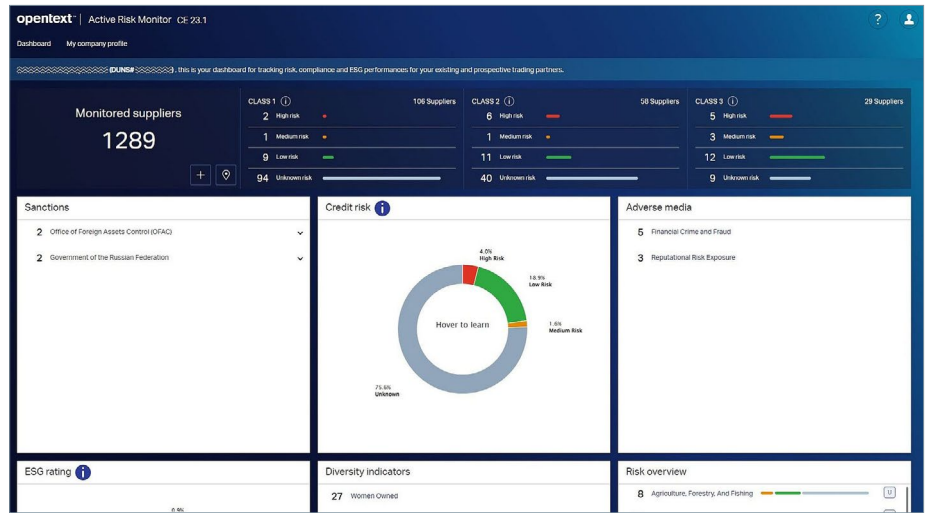 opentext™ | Active Risk Monitor CE 23.1
?
Dashboard My company profile
(DUNS# ), this is your dashboard for tracking risk, compliance and ESG performances for your existing and prospective trading partners.
Monitored suppliers
1289
+
CLASS 1 i 106 Suppliers
2 High risk
1 Medium risk
9 Low risk
94 Unknown risk
CLASS 2 i 58 Suppliers
6 High risk
1 Medium risk
11 Low risk
40 Unknown risk
CLASS 3 i 29 Suppliers
5 High risk
3 Medium risk
12 Low risk
9 Unknown risk
Sanctions
2 Office of Foreign Assets Control (OFAC)
2 Government of the Russian Federation
Credit risk i
4.0%
High Risk
18.9%
Low Risk
1.6%
Medium Risk
75.6%
Unknown
Hover to learn
Adverse media
5 Financial Crime and Fraud
3 Reputational Risk Exposure
ESG rating i
0.9%
Diversity indicators
27 Women Owned
Risk overview
8 Agriculture, Forestry, And Fishing
U